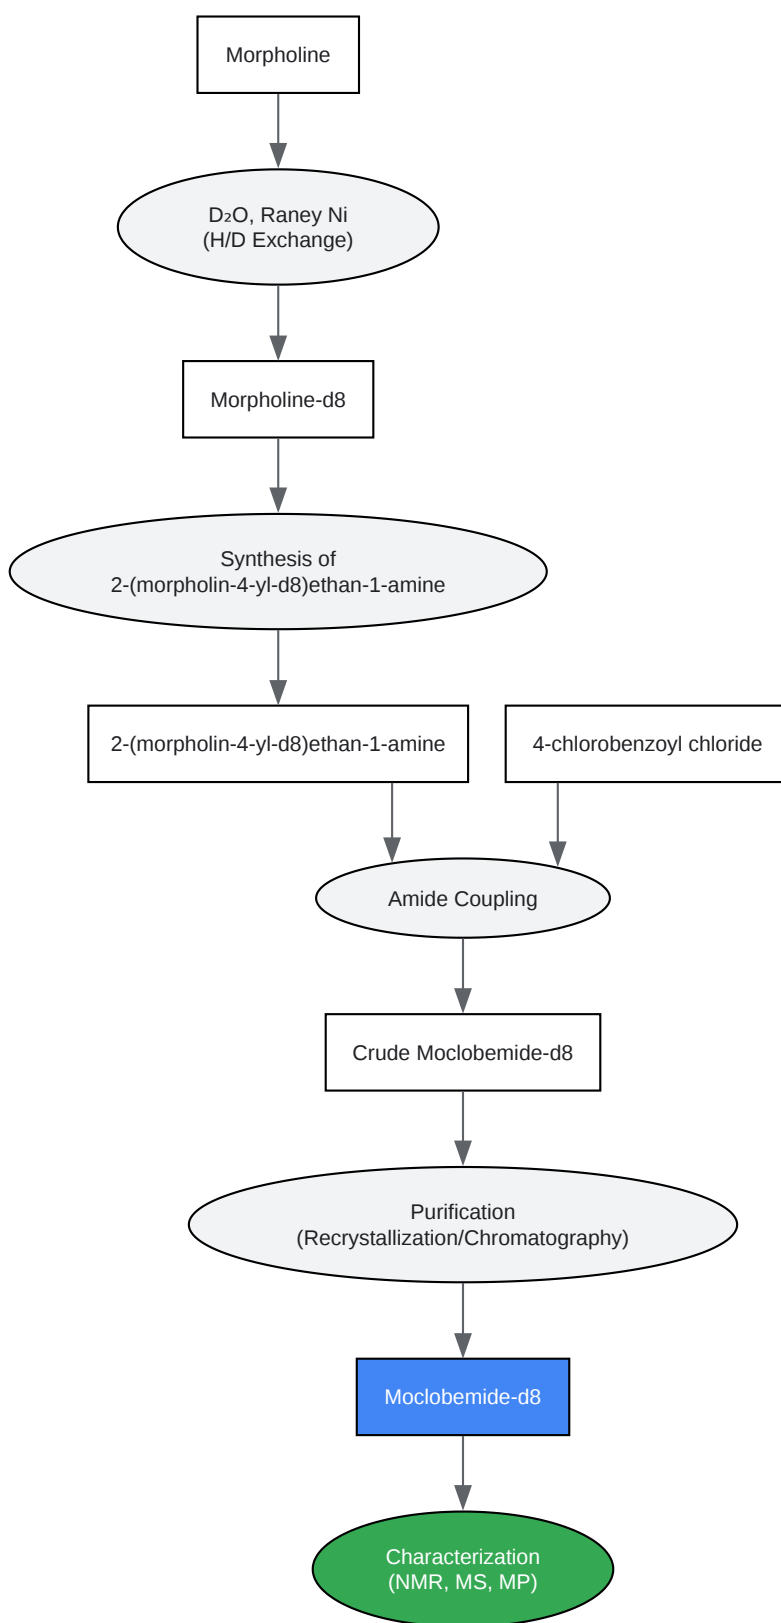 Morpholine
D₂O, Raney Ni
(H/D Exchange)
Morpholine-d8
Synthesis of
2-(morpholin-4-yl-d8)ethan-1-amine
2-(morpholin-4-yl-d8)ethan-1-amine
4-chlorobenzoyl chloride
Amide Coupling
Crude Moclobemide-d8
Purification
(Recrystallization/Chromatography)
Moclobemide-d8
Characterization
(NMR, MS, MP)